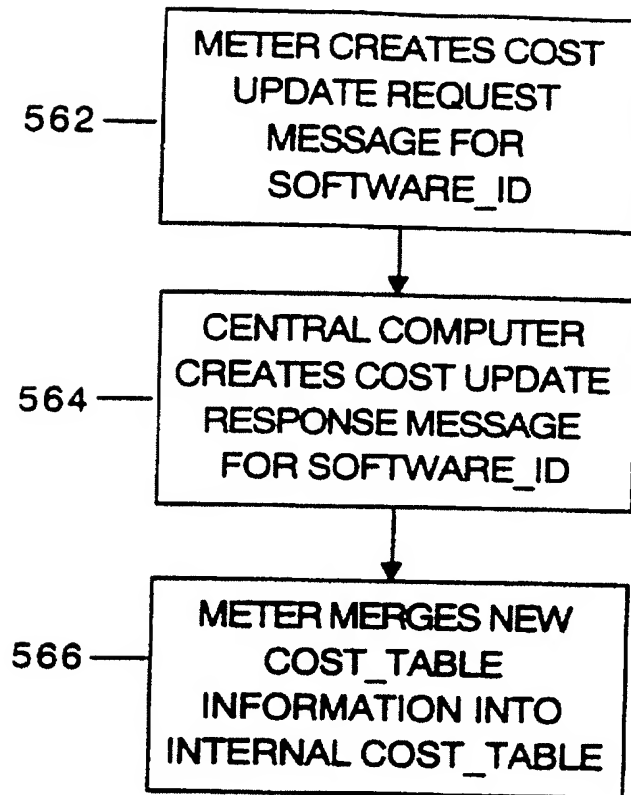 METER CREATES COST
UPDATE REQUEST
562
MESSAGE FOR
SOFTWARE_ID
CENTRAL COMPUTER
CREATES COST UPDATE
564
RESPONSE MESSAGE
FOR SOFTWARE_ID
METER MERGES NEW
COST_TABLE
566
INFORMATION INTO
INTERNAL COST_TABLE